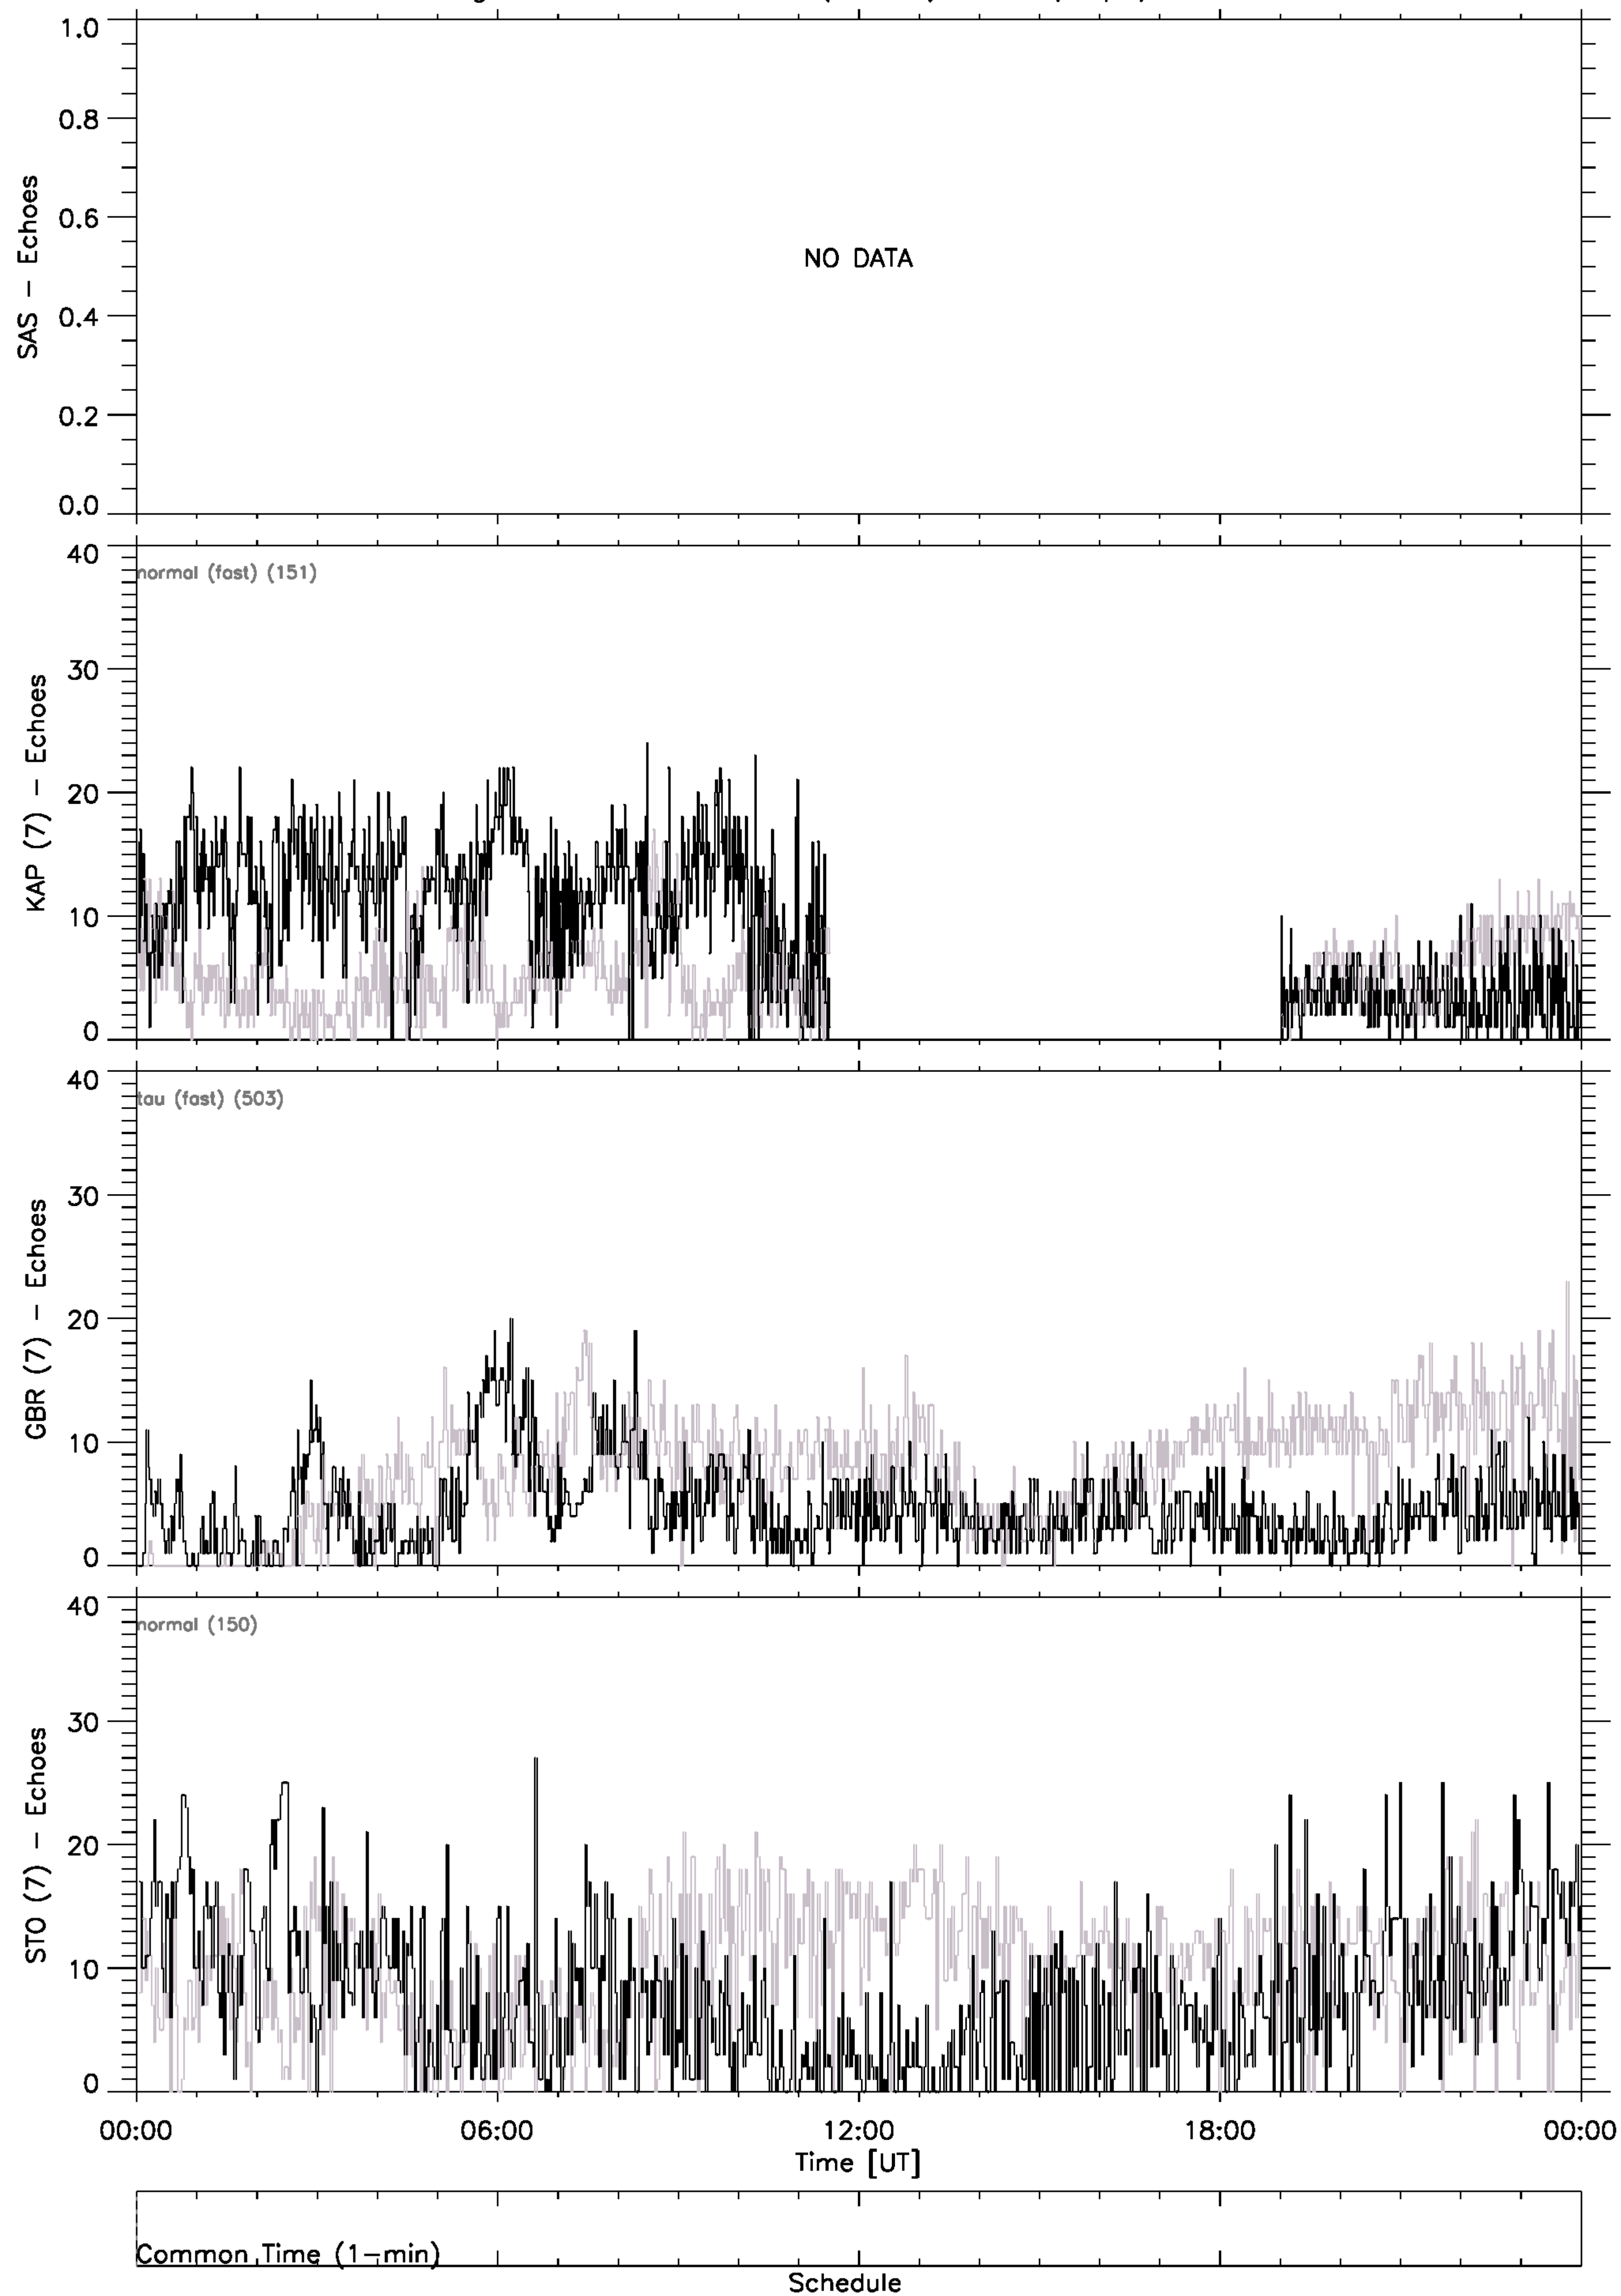 1.0
0.8
0.6
0.4
0.2
0.0
SAS - Echoes
NO DATA
40
30
20
10
0
KAP (7) - Echoes
normal (fast) (151)
40
30
20
10
0
GBR (7) - Echoes
tau (fast) (503)
40
30
20
10
0
STO (7) - Echoes
normal (150)
00:00 06:00 12:00 18:00 00:00
Time [UT]
Common Time (1-min)
Schedule